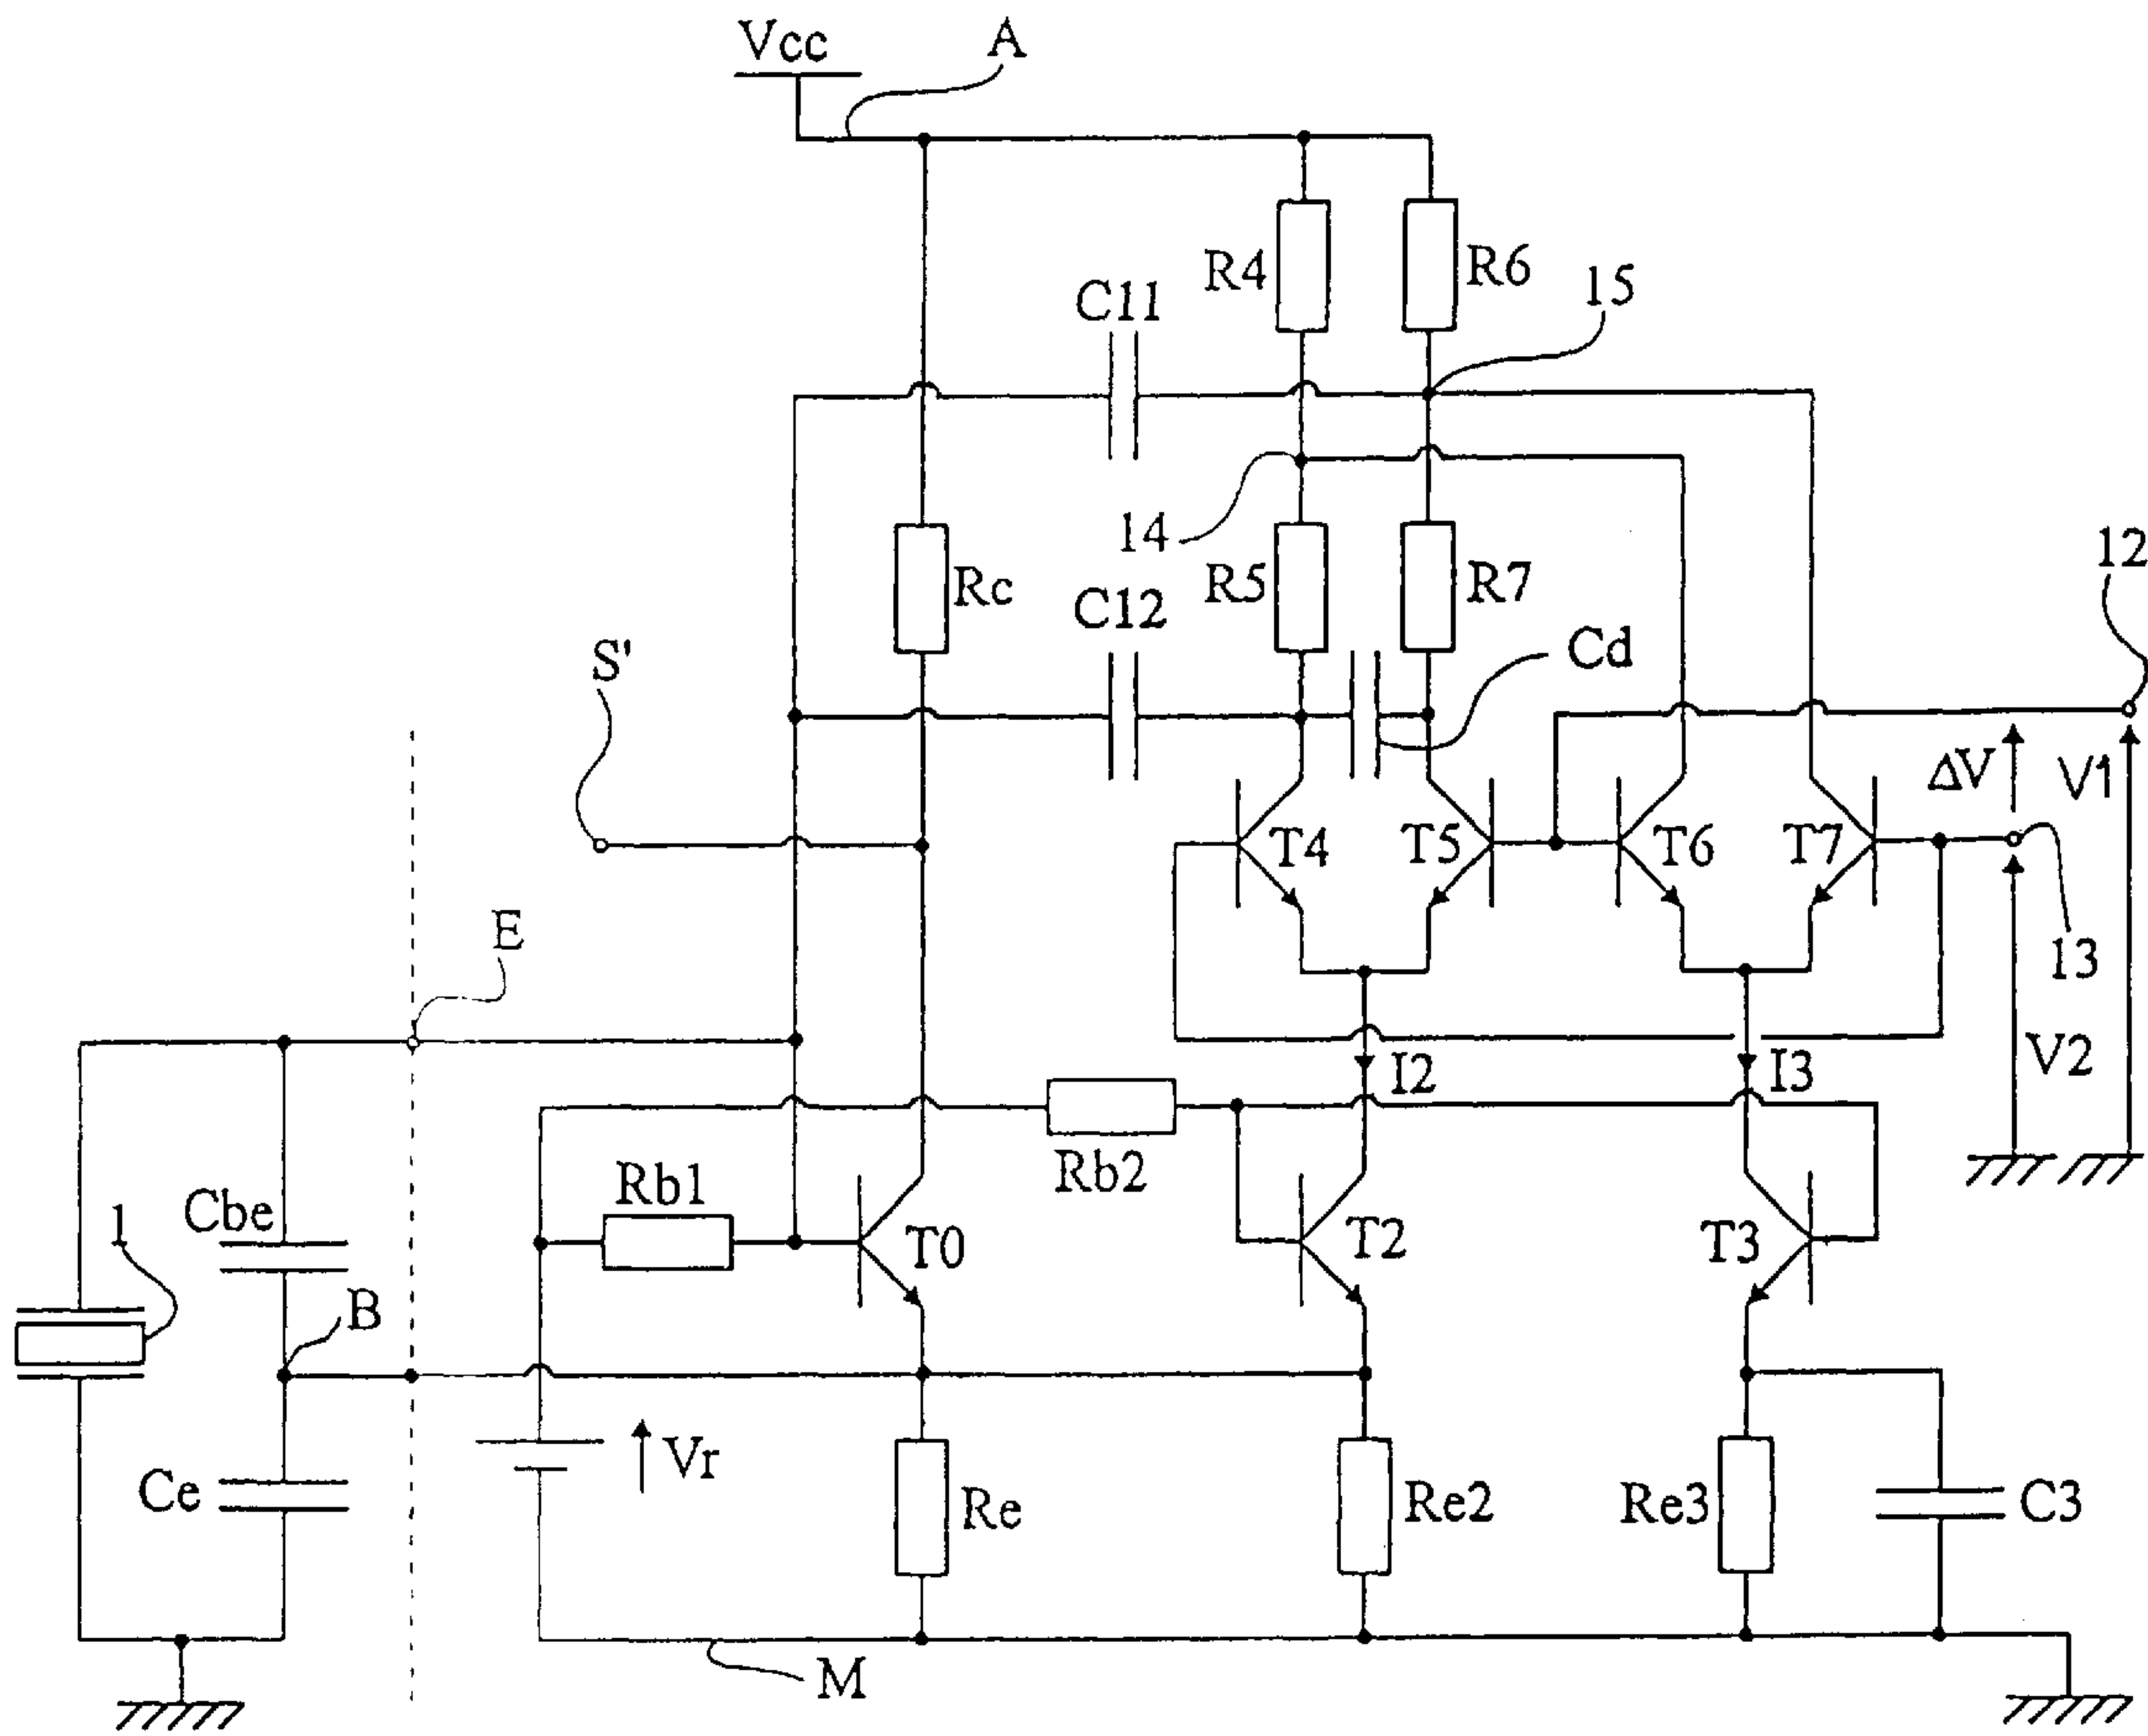 Vcc
A
R4
R6
15
C11
14
R5
R7
12
Rc
C12
Cd
S'
ΔV
V1
T4
T5
T6
T7
E
13
I2
I3
V2
Rb2
Rb1
Cbe
1
T0
T2
T3
B
Vr
Ce
Re
Re2
Re3
C3
M